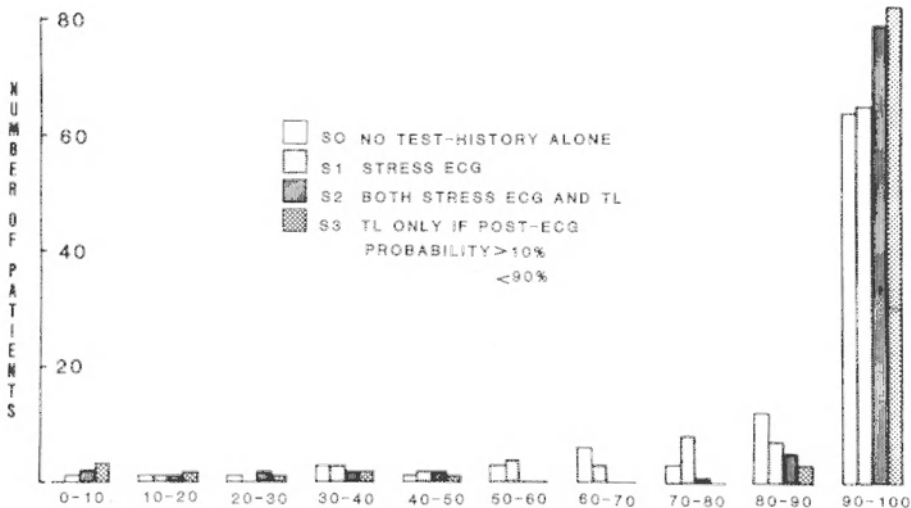 80
60
40
20
NUMBER OF PATIENTS
S0 NO TEST-HISTORY ALONE
S1 STRESS ECG
S2 BOTH STRESS ECG AND TL
S3 TL ONLY IF POST-ECG
PROBABILITY >10%
<90%
0-10 10-20 20-30 30-40 40-50 50-60 60-70 70-80 80-90 90-100